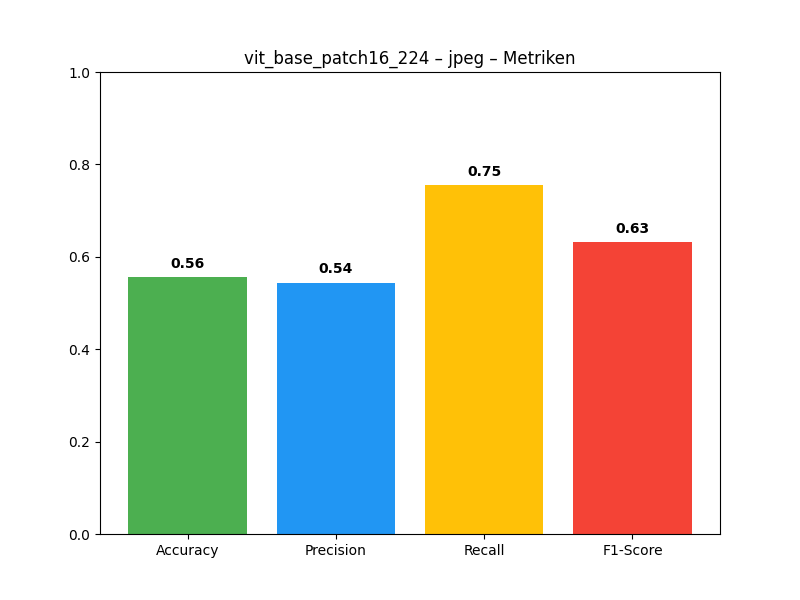 vit_base_patch16_224 – jpeg – Metriken
1.0
0.8
0.6
0.4
0.2
0.0
0.56
0.54
0.75
0.63
Accuracy
Precision
Recall
F1-Score